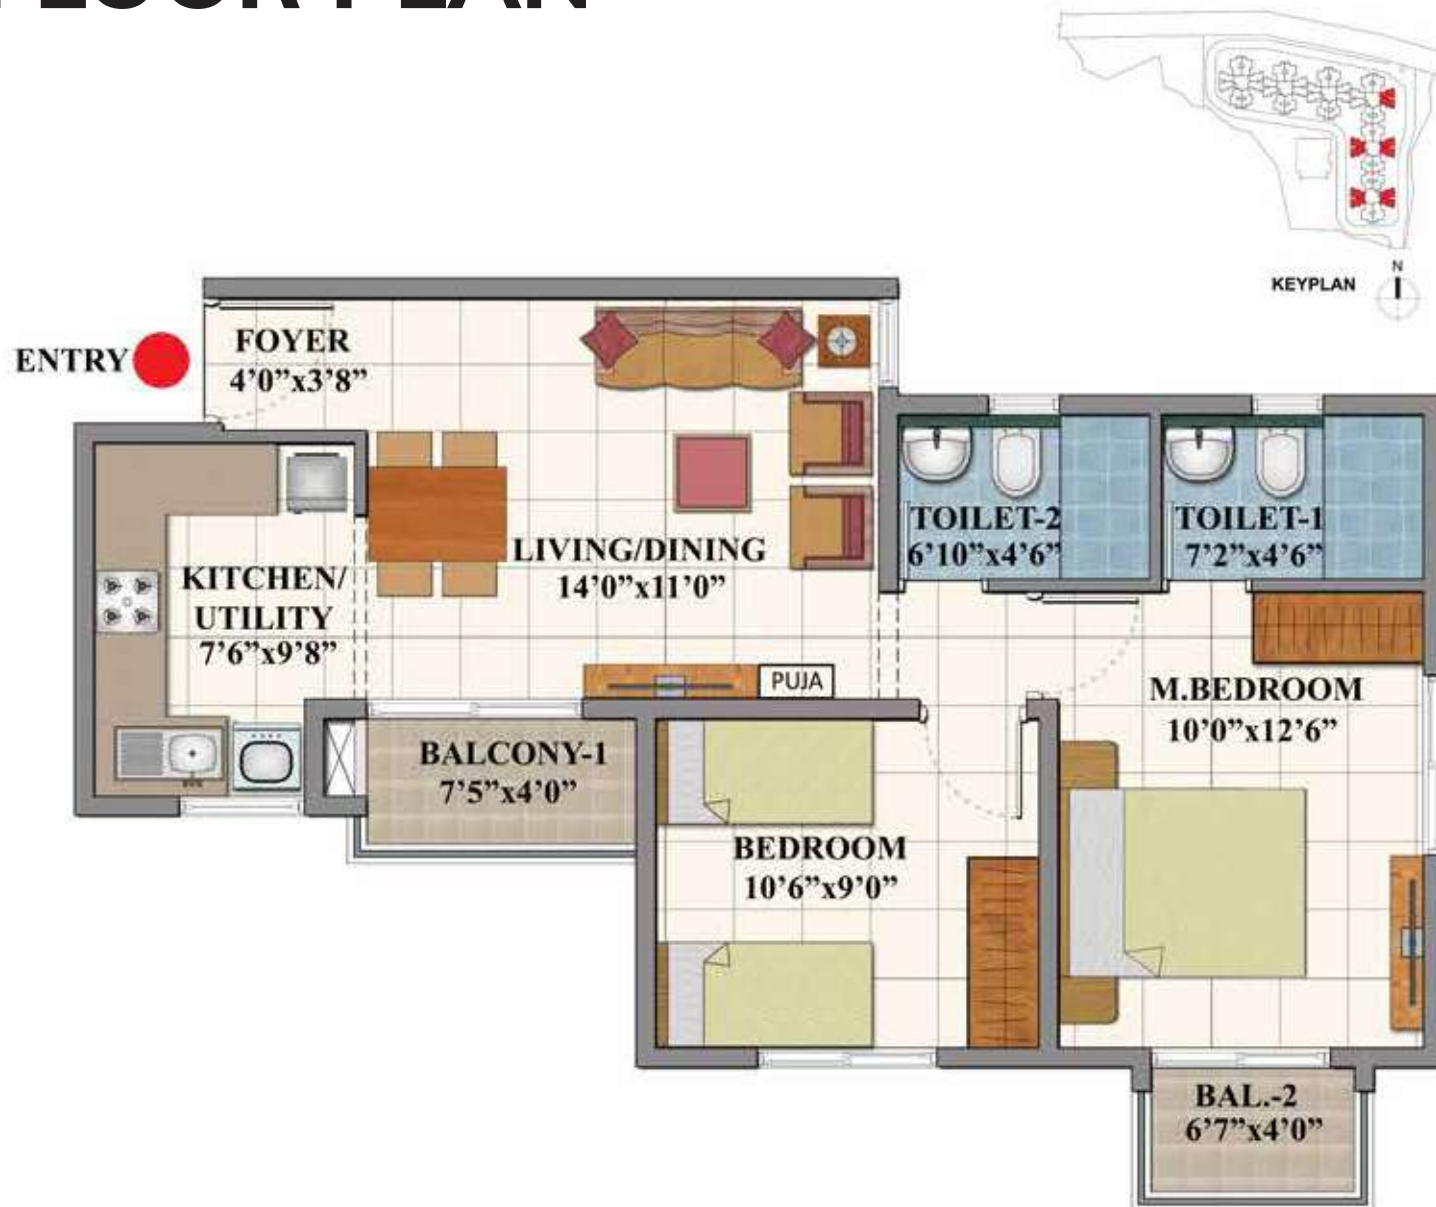 FLOOR PLAN
KEYPLAN
N
ENTRY
FOYER
4’0”x3’8”
LIVING/DINING
14’0”x11’0”
TOILET-2
6’10”x4’6”
TOILET-1
7’2”x4’6”
KITCHEN/
UTILITY
7’6”x9’8”
PUJA
M.BEDROOM
10’0”x12’6”
BALCONY-1
7’5”x4’0”
BEDROOM
10’6”x9’0”
BAL.-2
6’7”x4’0”